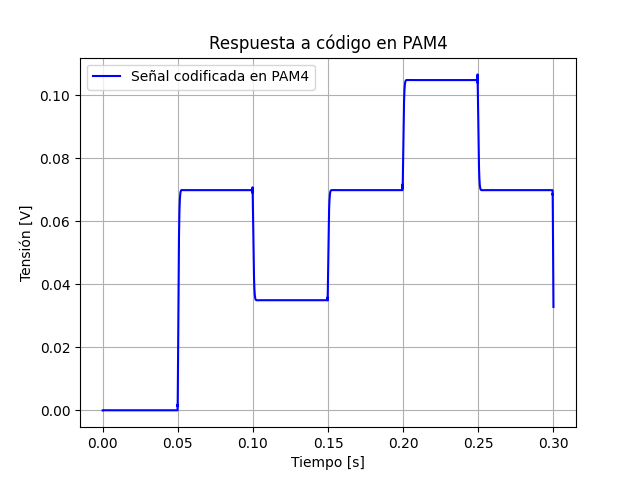 Respuesta a código en PAM4
Señal codificada en PAM4
0.10
0.08
0.06
0.04
0.02
0.00
Tensión [V]
0.00 0.05 0.10 0.15 0.20 0.25 0.30
Tiempo [s]